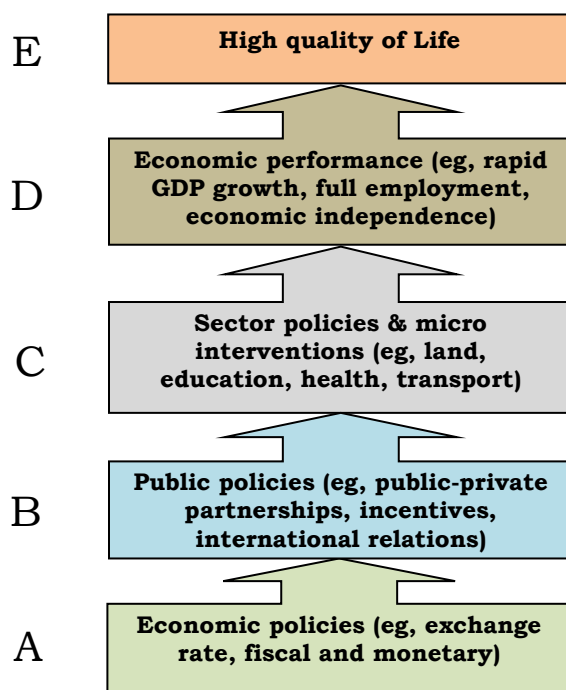 E
High quality of Life
D
Economic performance (eg, rapid
GDP growth, full employment,
economic independence)
C
Sector policies & micro
interventions (eg, land,
education, health, transport)
B
Public policies (eg, public-private
partnerships, incentives,
international relations)
A
Economic policies (eg, exchange
rate, fiscal and monetary)